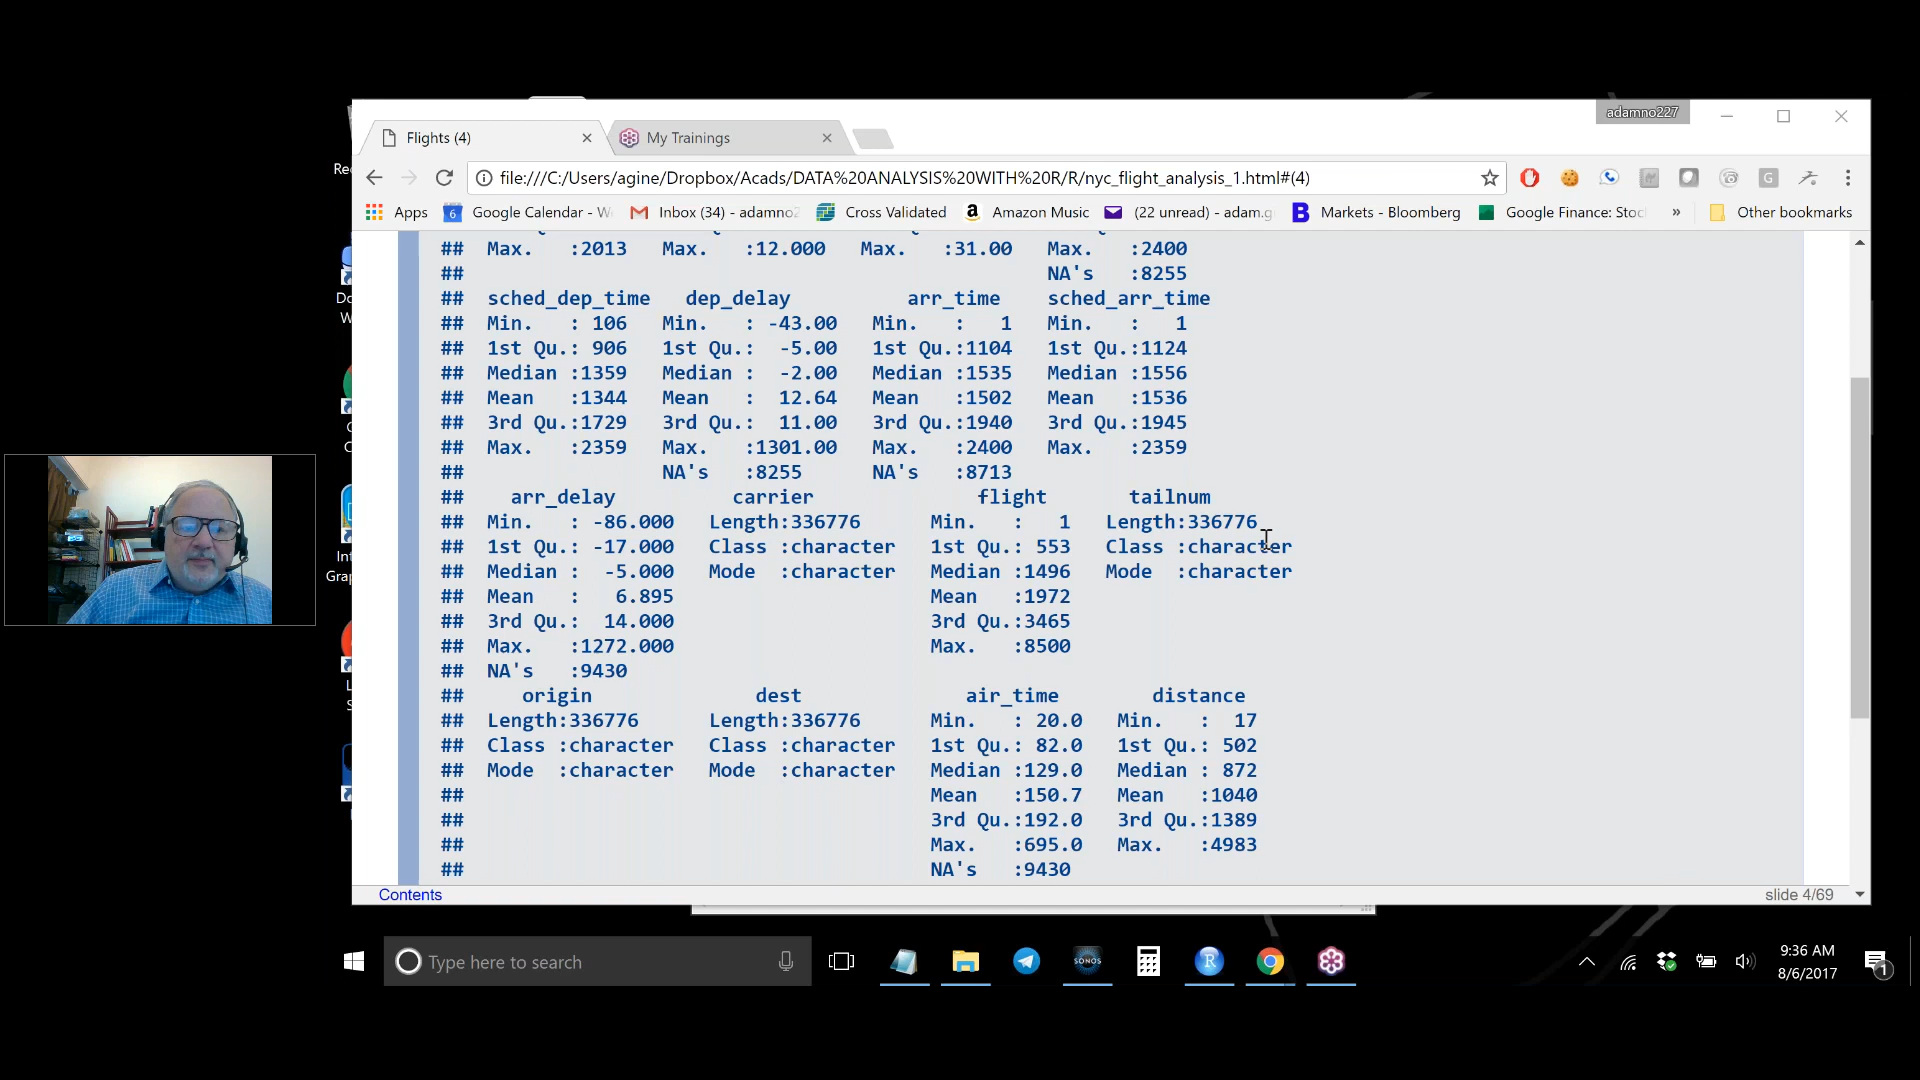 adamno227
Flights (4)
My Trainings
file:///C:/Users/agine/Dropbox/Acads/DATA%20ANALYSIS%20WITH%20R/R/nyc_flight_analysis_1.html#(4)
Apps 6 Google Calendar - W Inbox (34) - adamno2 Cross Validated Amazon Music (22 unread) - adam.g Markets - Bloomberg Google Finance: Stoc » Other bookmarks
## Max. :2013 Max. :12.000 Max. :31.00 Max. :2400
## NA's :8255
## sched_dep_time dep_delay arr_time sched_arr_time
## Min. : 106 Min. : -43.00 Min. : 1 Min. : 1
## 1st Qu.: 906 1st Qu.: -5.00 1st Qu.:1104 1st Qu.:1124
## Median :1359 Median : -2.00 Median :1535 Median :1556
## Mean :1344 Mean : 12.64 Mean :1502 Mean :1536
## 3rd Qu.:1729 3rd Qu.: 11.00 3rd Qu.:1940 3rd Qu.:1945
## Max. :2359 Max. :1301.00 Max. :2400 Max. :2359
## NA's :8255 NA's :8713
## arr_delay carrier flight tailnum
## Min. : -86.000 Length:336776 Min. : 1 Length:336776
## 1st Qu.: -17.000 Class :character 1st Qu.: 553 Class :character
## Median : -5.000 Mode :character Median :1496 Mode :character
## Mean : 6.895 Mean :1972
## 3rd Qu.: 14.000 3rd Qu.:3465
## Max. :1272.000 Max. :8500
## NA's :9430
## origin dest air_time distance
## Length:336776 Length:336776 Min. : 20.0 Min. : 17
## Class :character Class :character 1st Qu.: 82.0 1st Qu.: 502
## Mode :character Mode :character Median :129.0 Median : 872
## Mean :150.7 Mean :1040
## 3rd Qu.:192.0 3rd Qu.:1389
## Max. :695.0 Max. :4983
## NA's :9430
Contents
slide 4/69
Type here to search
SONOS
R
9:36 AM
8/6/2017
1